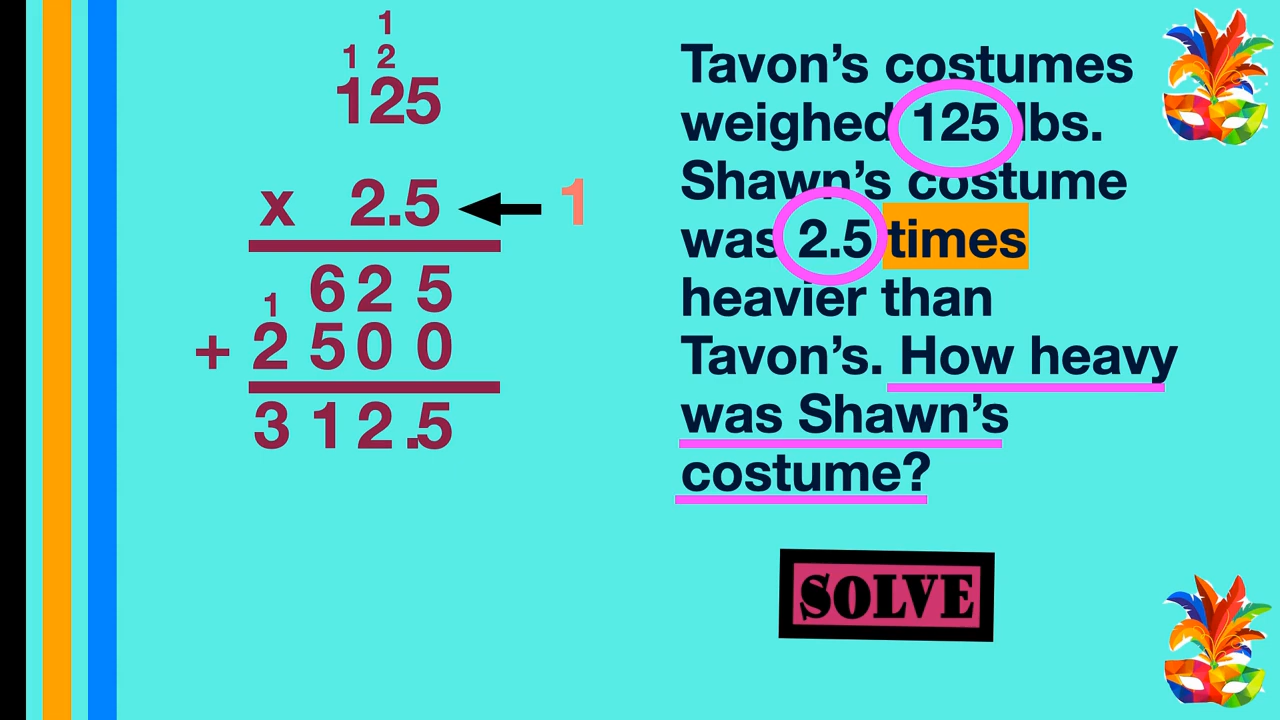 1
1 2
125
x 2.5 1
625
1
+ 2500
312.5
Tavon's costumes
weighed 125 lbs.
Shawn's costume
was 2.5 times
heavier than
Tavon's. How heavy
was Shawn's
costume?
SOLVE